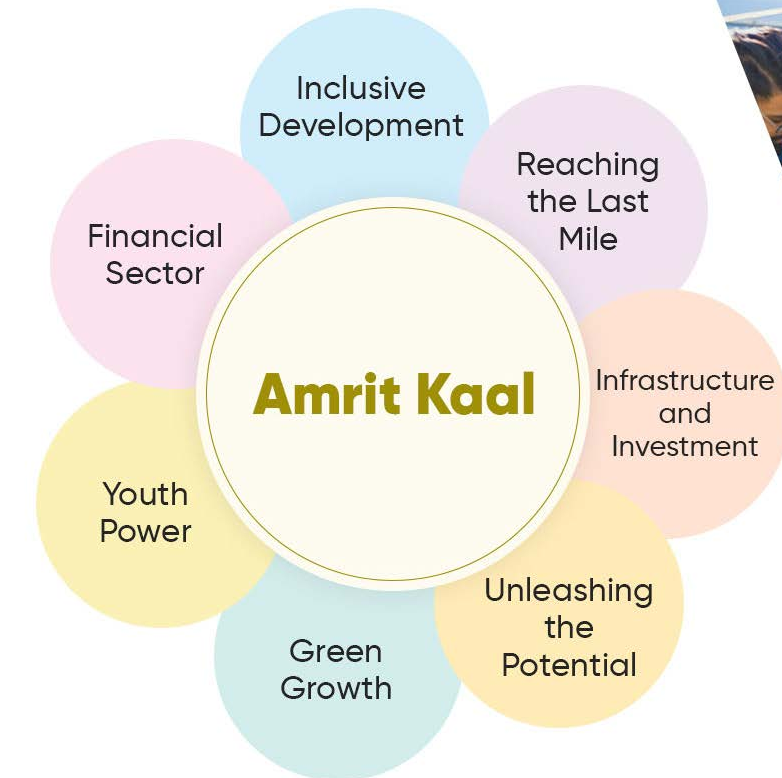 Inclusive
Development
Reaching
the Last
Mile
Infrastructure
and
Investment
Unleashing
the
Potential
Green
Growth
Youth
Power
Financial
Sector
Amrit Kaal